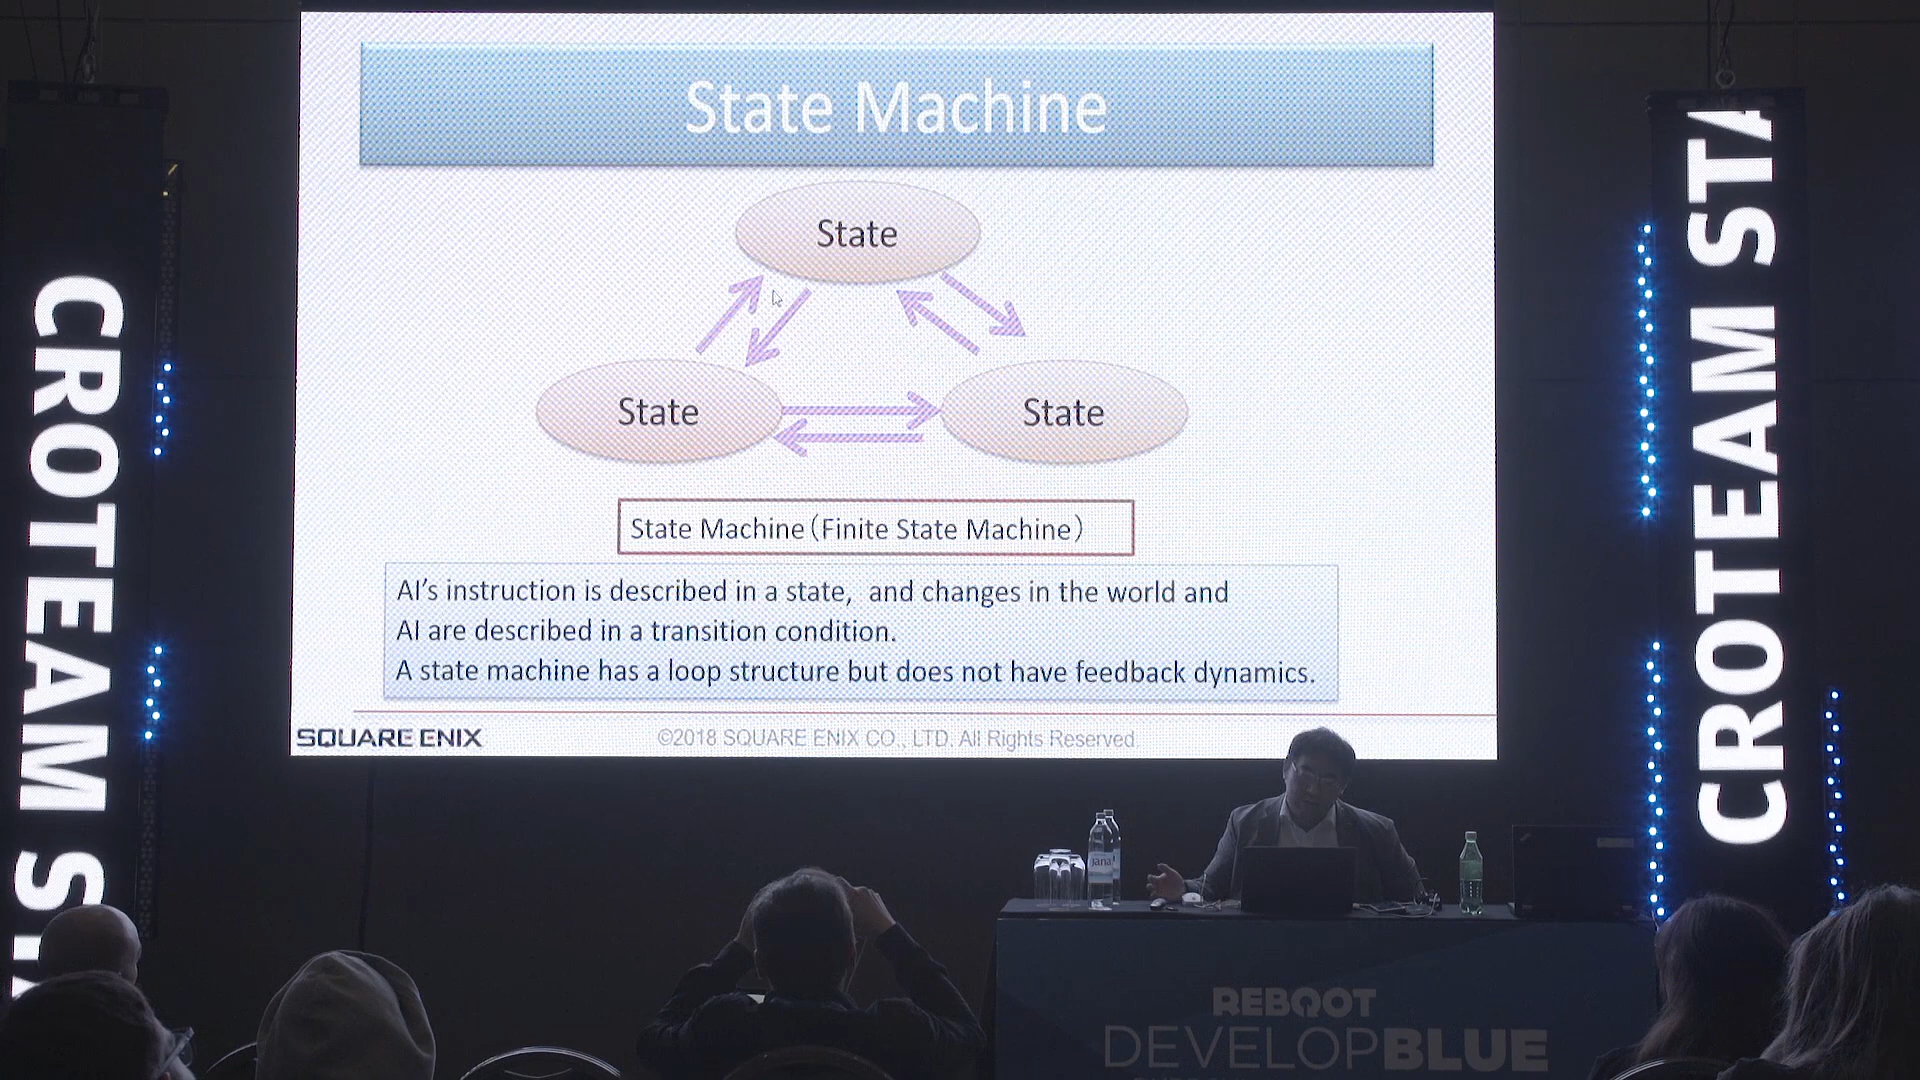 State Machine
State
State
State
State Machine（Finite State Machine）
AI’s instruction is described in a state,  and changes in the world and
AI are described in a transition condition.
A state machine has a loop structure but does not have feedback dynamics.
SQUARE ENIX
©2018 SQUARE ENIX CO., LTD. All Rights Reserved.
CROTEAM
CROTEAM STA
jana
REBOOT
DEVELOPBLUE